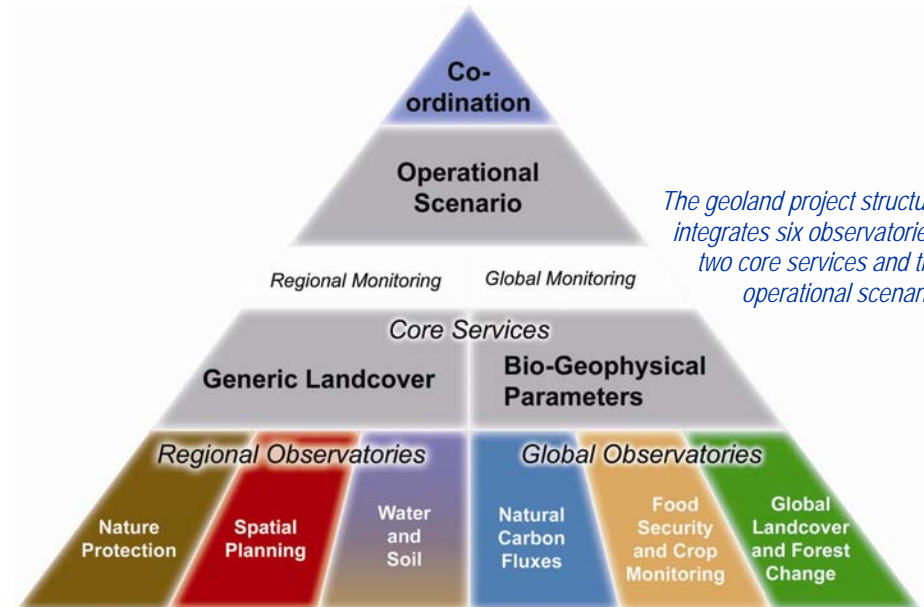 Co-
ordination
Operational
Scenario
The geoland project structu
integrates six observatorie
two core services and t
operational scenar
Regional Monitoring
Global Monitoring
Core Services
Generic Landcover
Bio-Geophysical
Parameters
Regional Observatories
Global Observatories
Nature
Protection
Spatial
Planning
Water
and
Soil
Natural
Carbon
Fluxes
Food
Security
and Crop
Monitoring
Global
Landcover
and Forest
Change